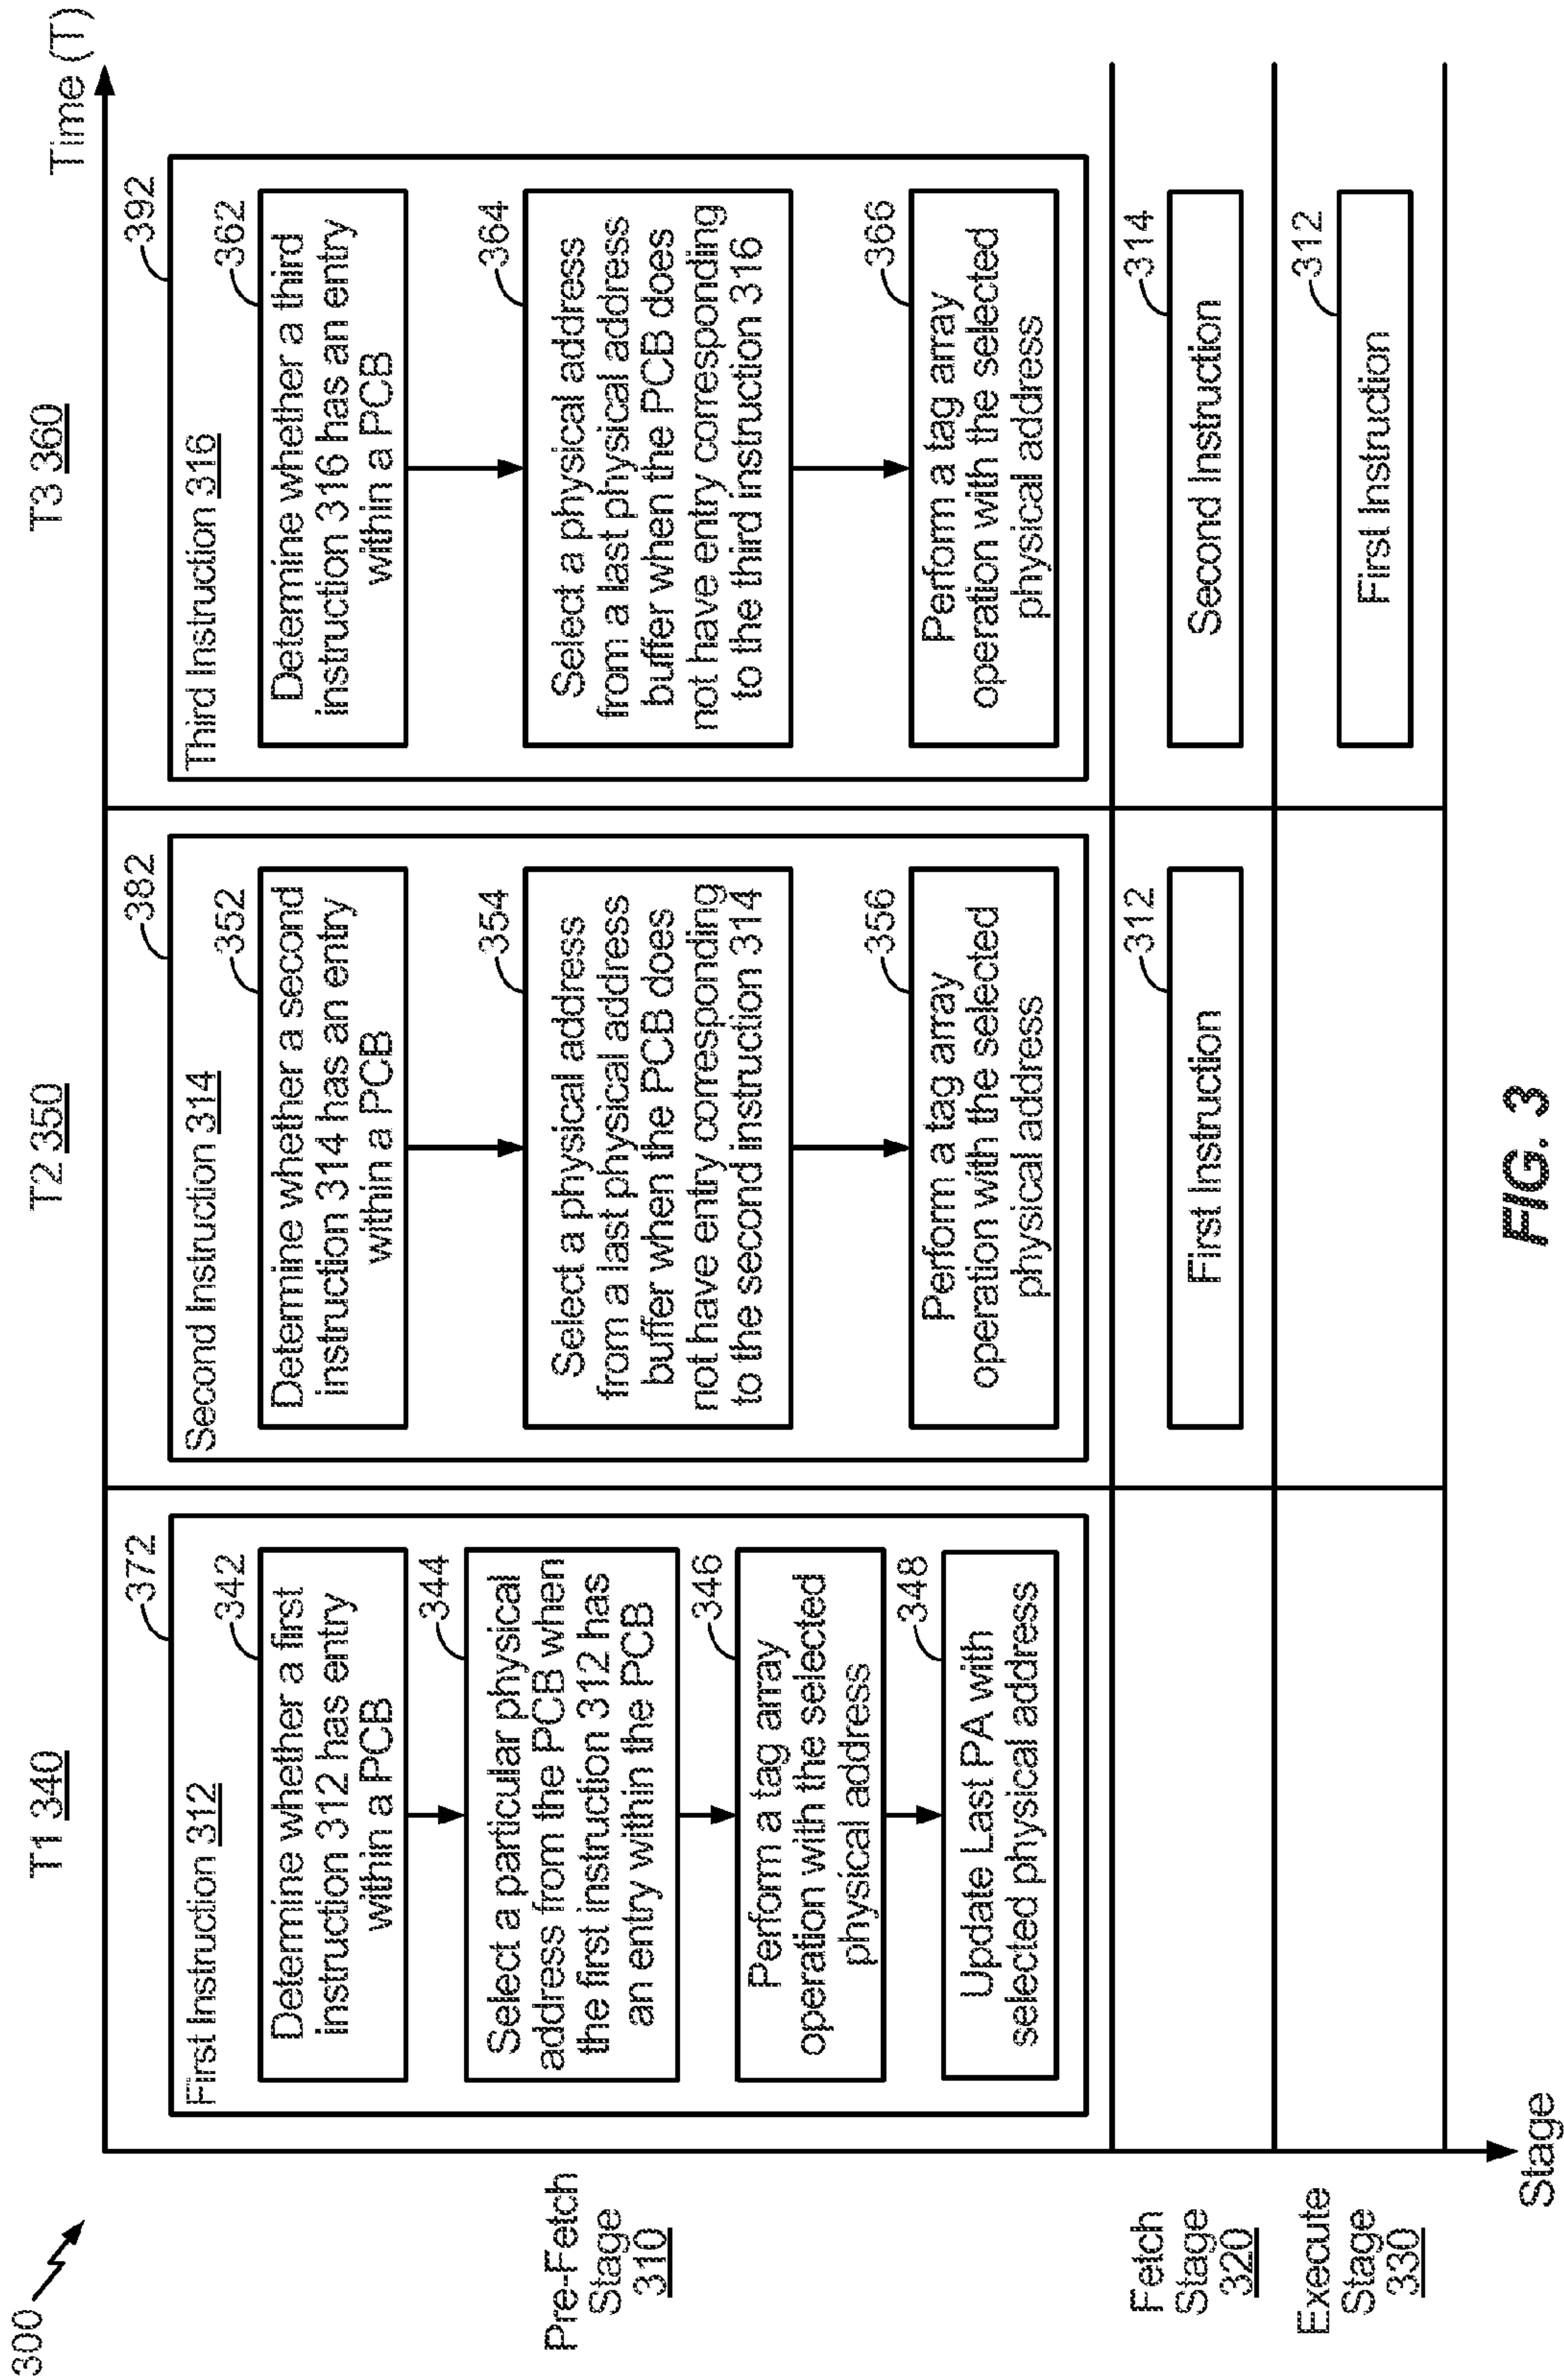 300
T1 340
T2 350
T3 360
Time (T)
Pre-Fetch
Stage
310
372
First Instruction 312
342
Determine whether a first
instruction 312 has entry
within a PCB
344
Select a particular physical
address from the PCB when
the first instruction 312 has
an entry within the PCB
346
Perform a tag array
operation with the selected
physical address
348
Update Last PA with
selected physical address
382
Second Instruction 314
352
Determine whether a second
instruction 314 has an entry
within a PCB
354
Select a physical address
from a last physical address
buffer when the PCB does
not have entry corresponding
to the second instruction 314
356
Perform a tag array
operation with the selected
physical address
392
Third Instruction 316
362
Determine whether a third
instruction 316 has an entry
within a PCB
364
Select a physical address
from a last physical address
buffer when the PCB does
not have entry corresponding
to the third instruction 316
366
Perform a tag array
operation with the selected
physical address
Fetch
Stage
320
312
First Instruction
314
Second Instruction
Execute
Stage
330
312
First Instruction
Stage
FIG. 3